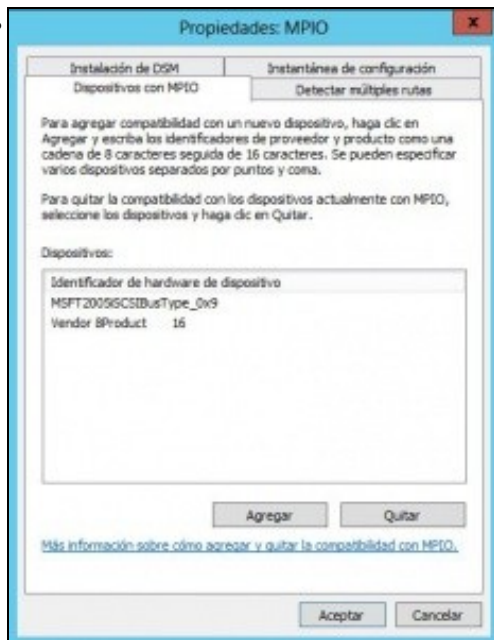 Propiedades: MPIO
x
Instalación de DSM
Instantánea de configuración
Dispositivos con MPIO
Detectar múltiples rutas
Para agregar compatibilidad con un nuevo dispositivo, haga clic en
Agregar y escriba los identificadores de proveedor y producto como una
cadena de 8 caracteres seguida de 16 caracteres. Se pueden especificar
varios dispositivos separados por puntos y coma.
Para quitar la compatibilidad con los dispositivos actualmente con MPIO,
seleccione los dispositivos y haga clic en Quitar.
Dispositivos:
Identificador de hardware de dispositivo
MSFT2005iSCSIBusType_0x9
Vendor 8Product 16
Agregar
Quitar
Más información sobre cómo agregar y quitar la compatibilidad con MPIO.
Aceptar
Cancelar